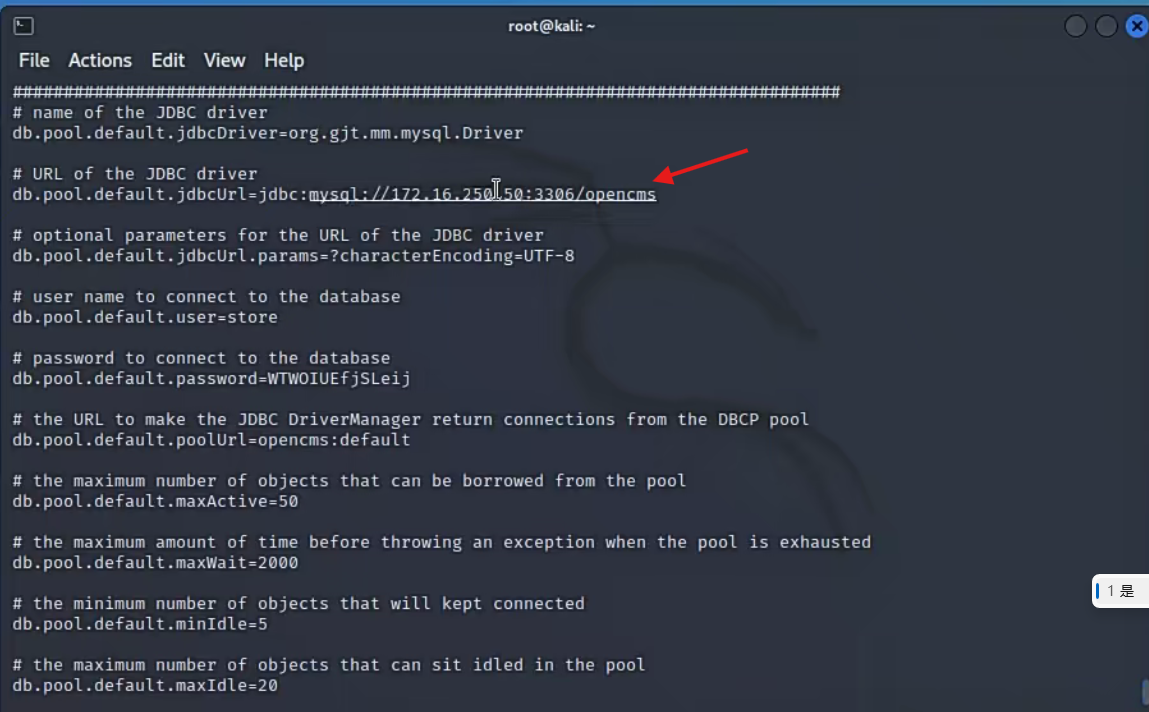 root@kali: ~
File Actions Edit View Help
#################################################################################
# name of the JDBC driver
db.pool.default.jdbcDriver=org.gjt.mm.mysql.Driver
# URL of the JDBC driver
db.pool.default.jdbcUrl=jdbc:mysql://172.16.250.50:3306/opencms
# optional parameters for the URL of the JDBC driver
db.pool.default.jdbcUrl.params=?characterEncoding=UTF-8
# user name to connect to the database
db.pool.default.user=store
# password to connect to the database
db.pool.default.password=WTWOIUEfjSLeij
# the URL to make the JDBC DriverManager return connections from the DBCP pool
db.pool.default.poolUrl=opencms:default
# the maximum number of objects that can be borrowed from the pool
db.pool.default.maxActive=50
# the maximum amount of time before throwing an exception when the pool is exhausted
db.pool.default.maxWait=2000
1 是
# the minimum number of objects that will kept connected
db.pool.default.minIdle=5
# the maximum number of objects that can sit idled in the pool
db.pool.default.maxIdle=20